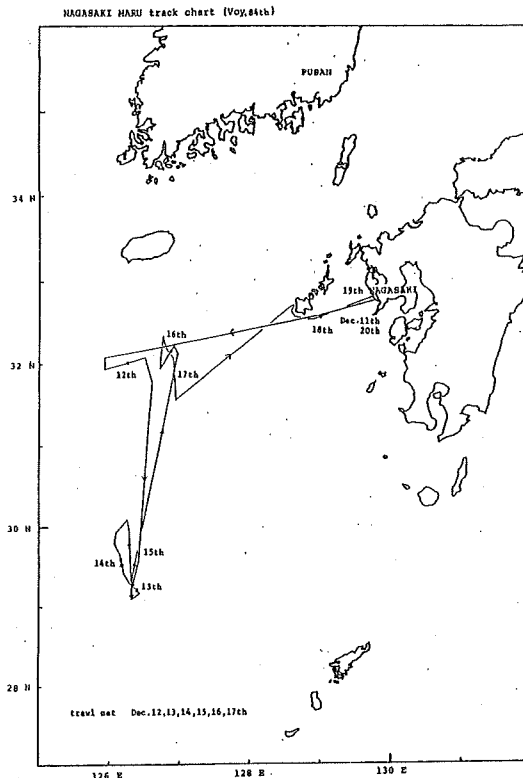 NAGASAKI MARU track chart (Voy,84th)
PUSAN
34 N
19th
NAGASAKI
Dec.11th
16th
18th
20th
32 N
12th
17th
30 N
14th
15th
13th
28 N
trawl net Dec.12,13,14,15,16,17th
126 E
128
130